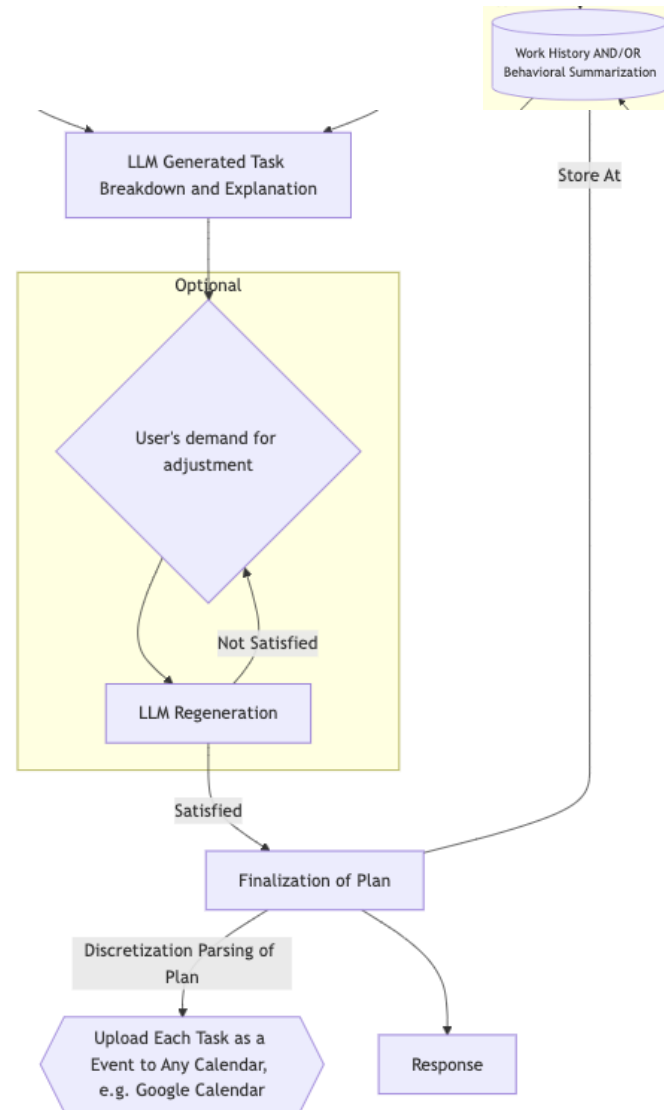 Work History AND/OR
Behavioral Summarization
LLM Generated Task
Breakdown and Explanation
Store At
Optional
User's demand for
adjustment
Not Satisfied
LLM Regeneration
Satisfied
Finalization of Plan
Discretization Parsing of
Plan
Upload Each Task as a
Event to Any Calendar,
e.g. Google Calendar
Response